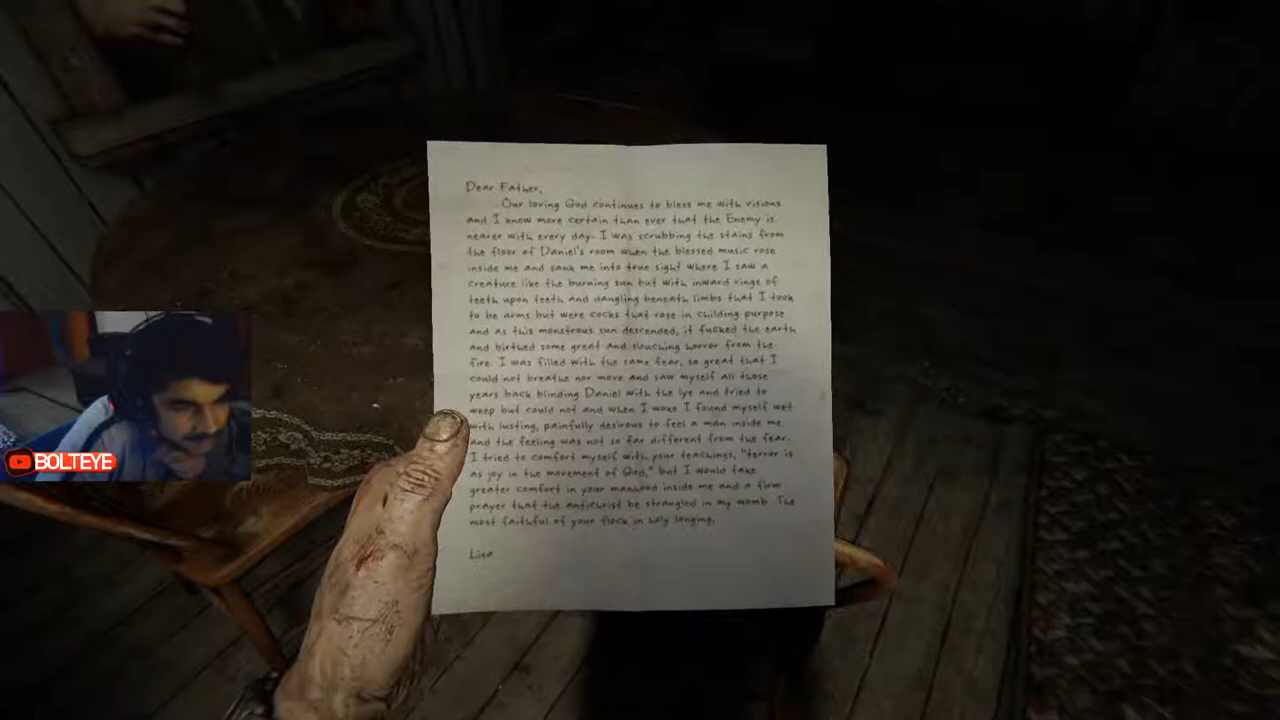 Dear Father,
Our loving God continues to bless me with visions
and I know more certain than ever that the Enemy is
nearer with every day. I was scrubbing the stains from
the floor of Daniel's room when the blessed music rose
inside me and sank me into true sight where I saw a
creature like the burning sun but with inward rings of
teeth upon teeth and dangling beneath limbs that I took
to be arms but were cocks that rose in childing purpose
and as this monstrous sun descended, it fucked the earth
and birthed some great and slouching horror from the
fire. I was filled with the same fear, so great that I
could not breathe nor move and saw myself all those
years back blinding Daniel with the lye and tried to
weep but could not and when I woke I found myself wet
with lusting, painfully desirous to feel a man inside me
and the feeling was not so far different from the fear.
I tried to comfort myself with your teachings, "terror is
as joy in the movement of God," but I would take
greater comfort in your manhood inside me and a firm
prayer that the antichrist be strangled in my womb. The
most faithful of your flock in holy longing,
Lisa
BOLTEYE